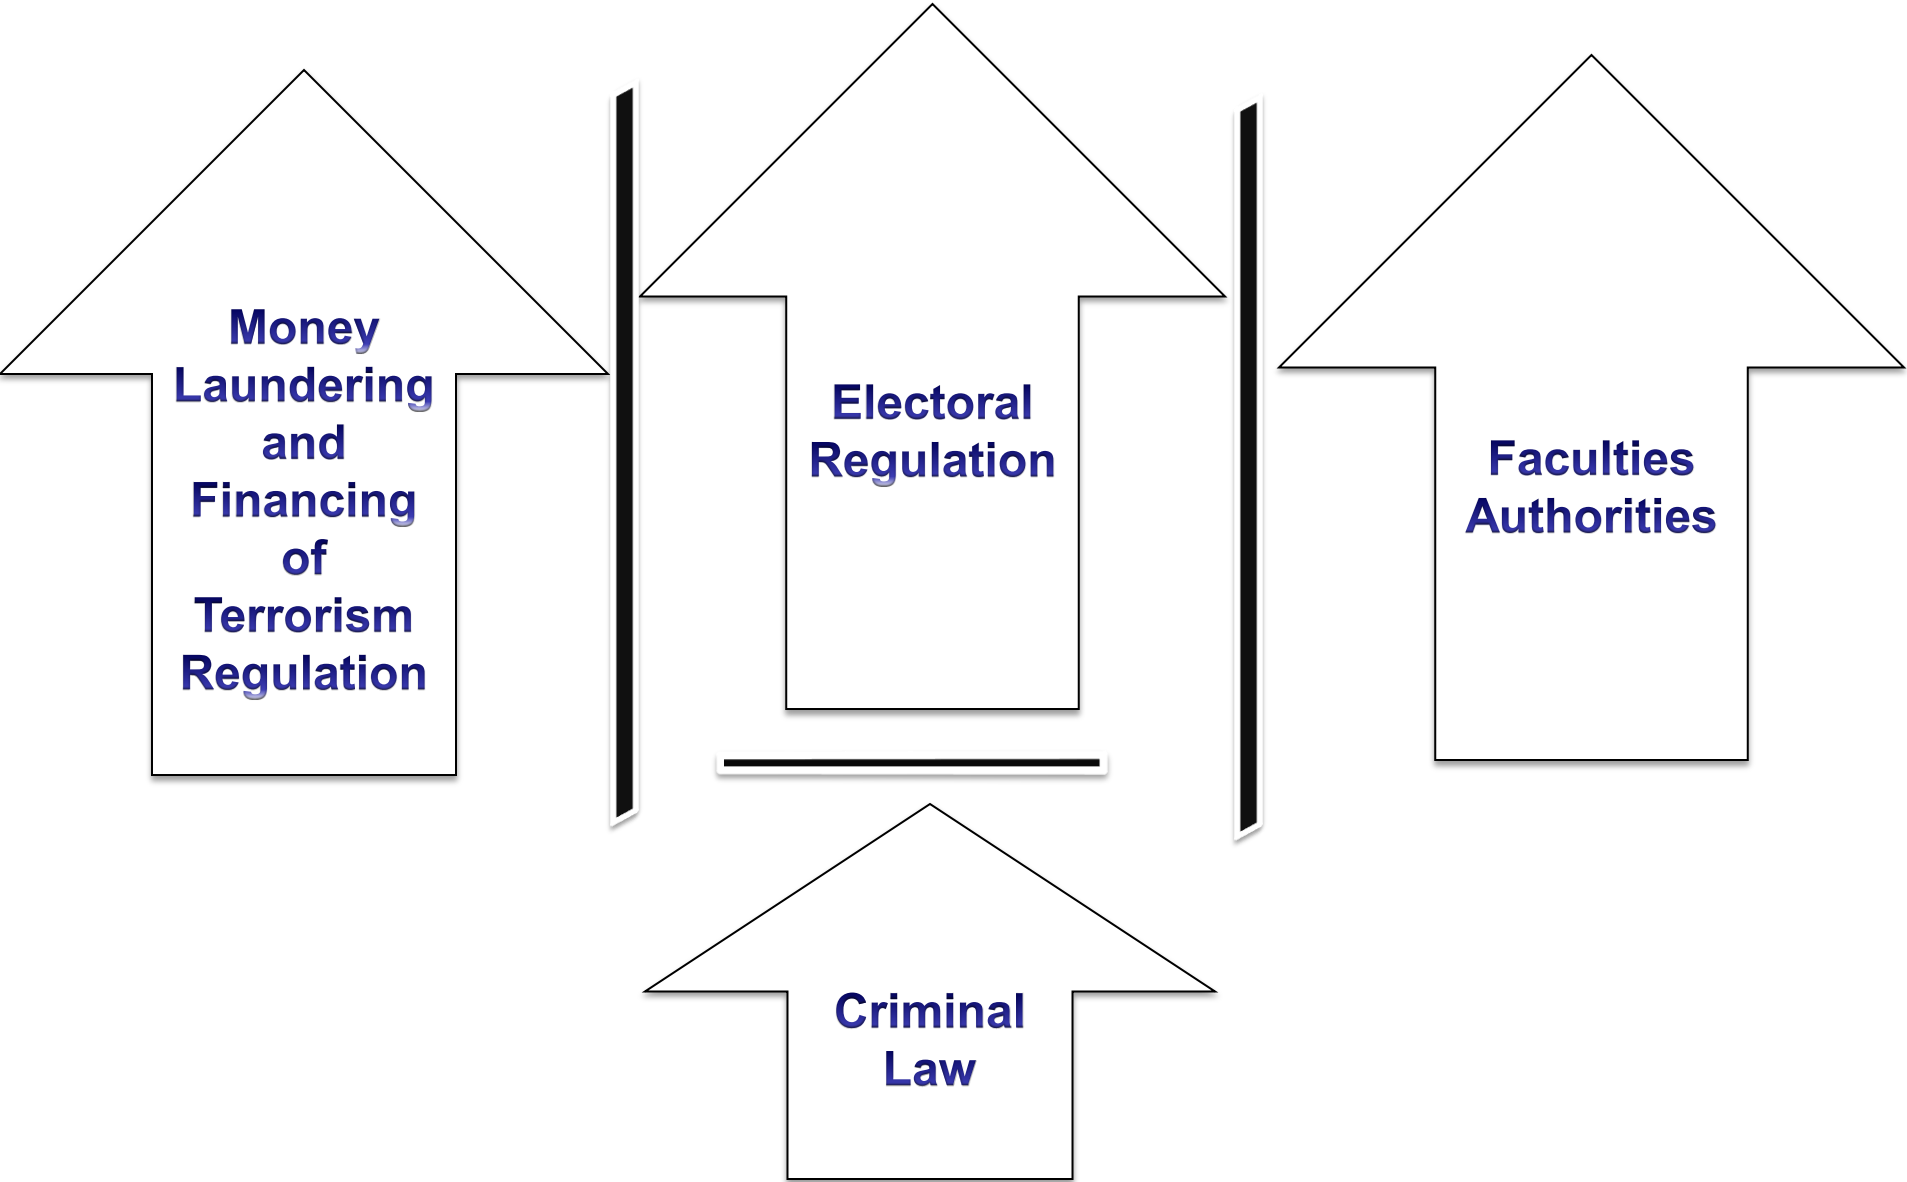 Money
Laundering
and
Financing
of
Terrorism
Regulation
Electoral
Regulation
Faculties
Authorities
Criminal
Law